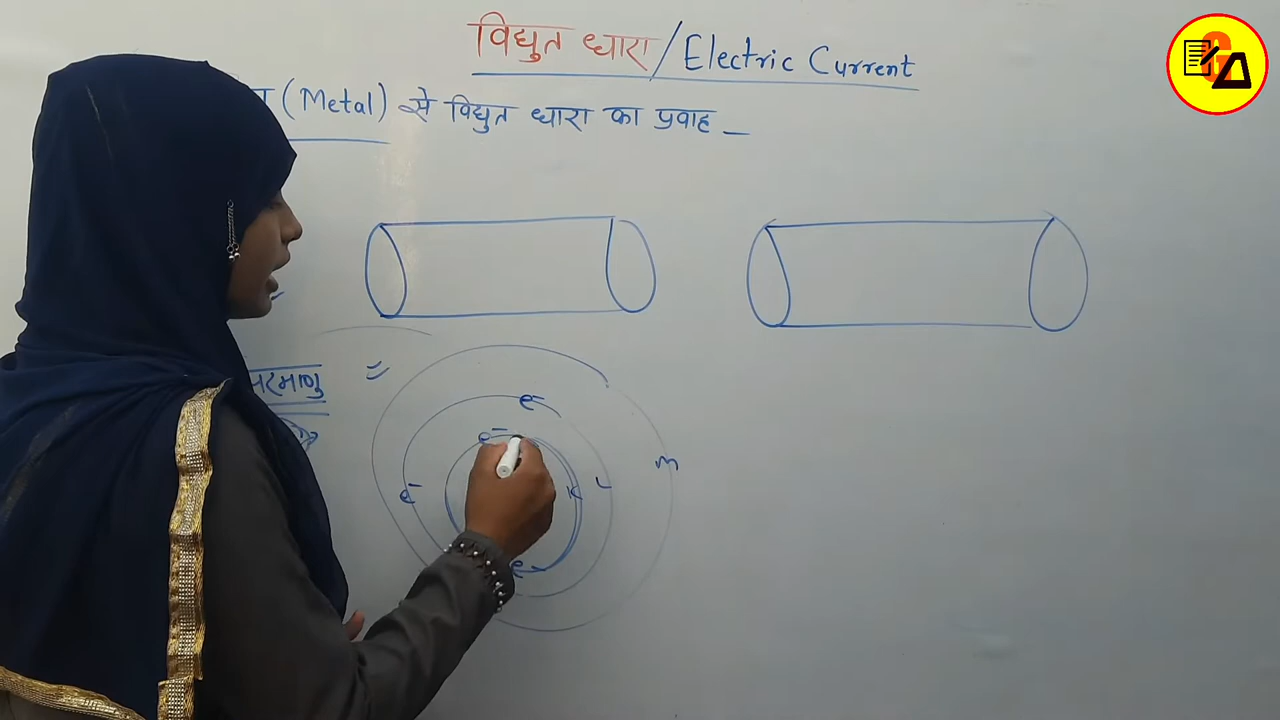 विद्युत धारा/Electric Current
(Metal) से विद्युत धारा का प्रवाह _
परमाणु =
e-
e-
e-
K L M
e-